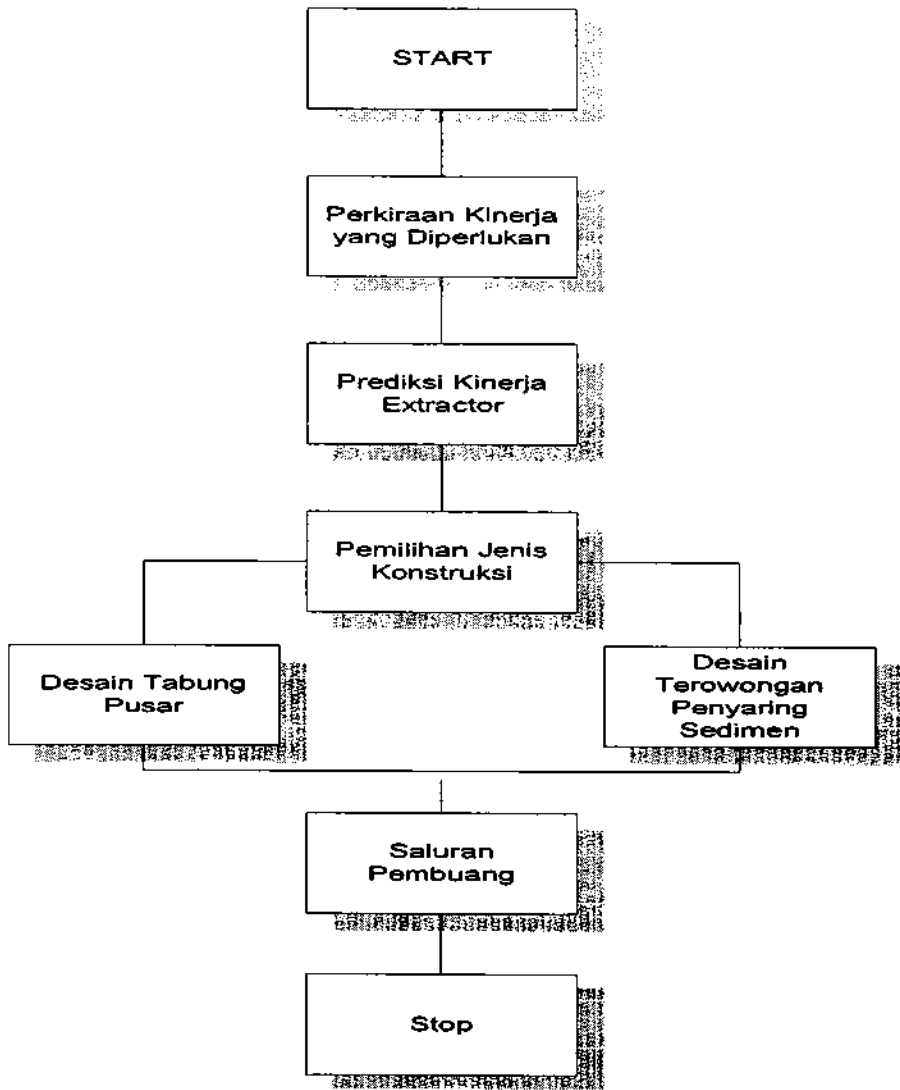 START
Perkiraan Kinerja
yang Diperlukan
Prediksi Kinerja
Extractor
Pemilihan Jenis
Konstruksi
Desain Tabung
Pusar
Desain
Terowongan
Penyaring
Sedimen
Saluran
Pembuang
Stop